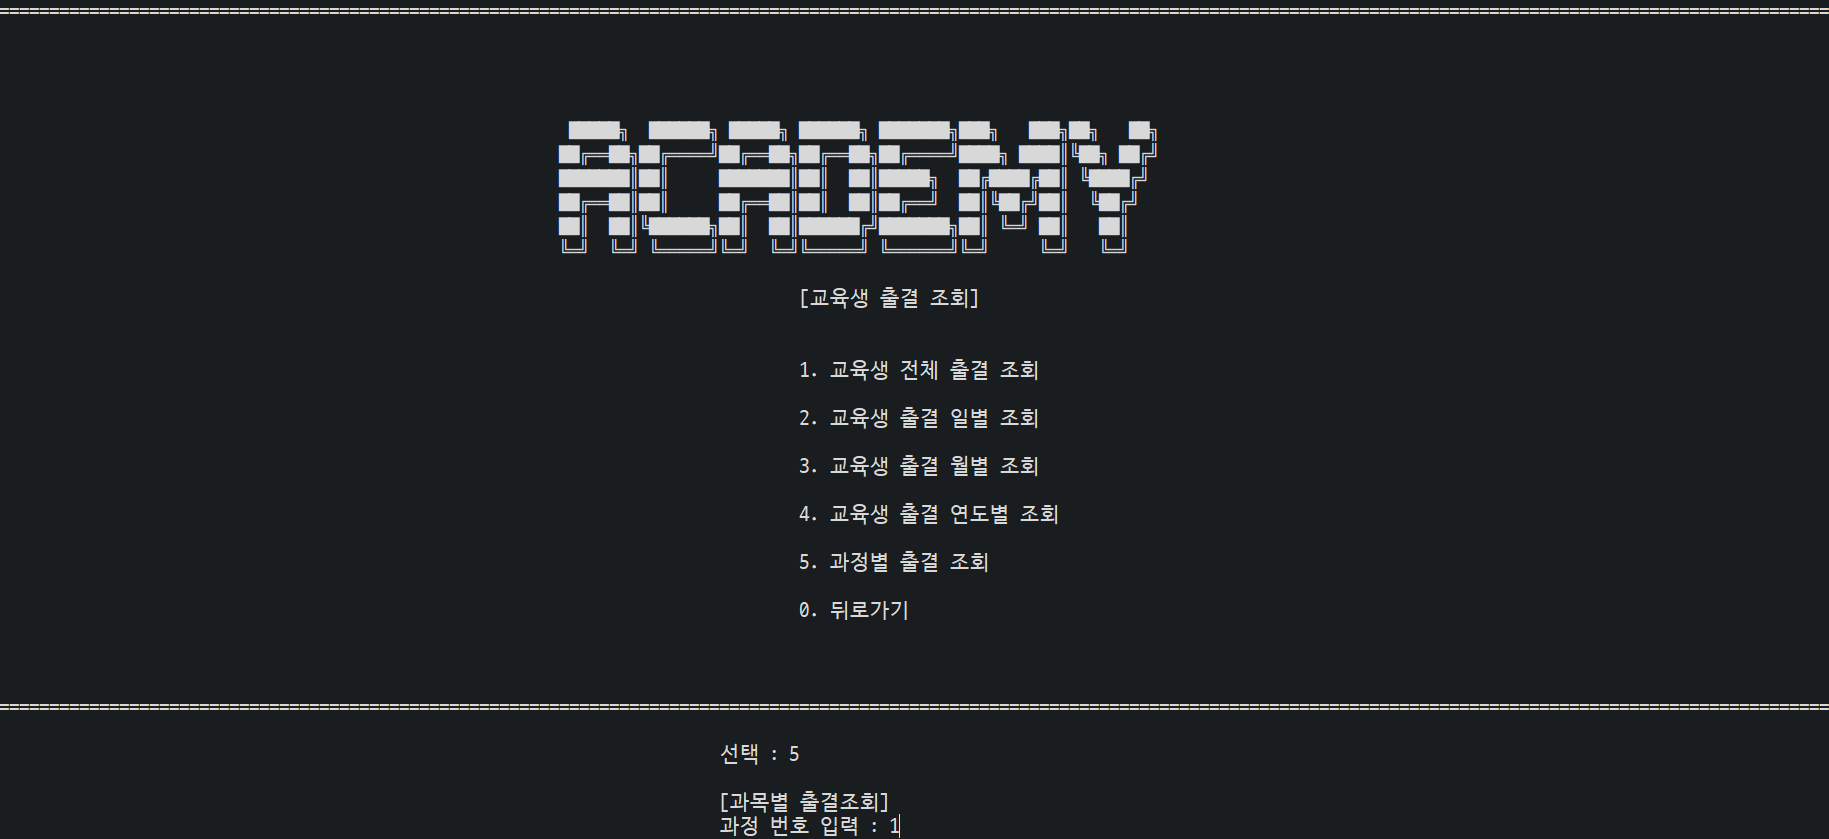 ACADEMY
[교육생 출결 조회]
1. 교육생 전체 출결 조회
2. 교육생 출결 일별 조회
3. 교육생 출결 월별 조회
4. 교육생 출결 연도별 조회
5. 과정별 출결 조회
0. 뒤로가기
선택 : 5
[과목별 출결조회]
과정 번호 입력 : 1